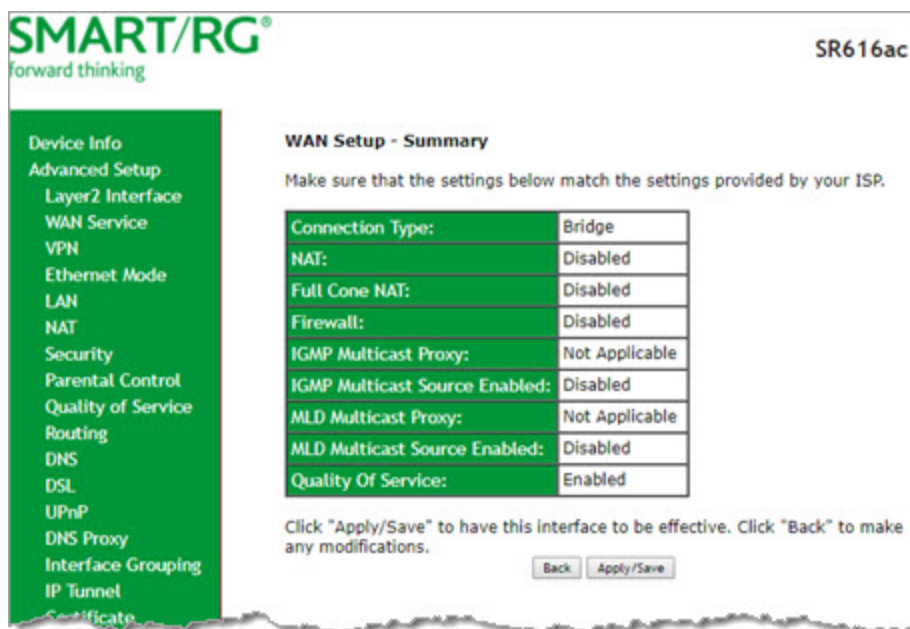 SMART/RG®
forward thinking
SR616ac
Device Info
Advanced Setup
Layer2 Interface
WAN Service
VPN
Ethernet Mode
LAN
NAT
Security
Parental Control
Quality of Service
Routing
DNS
DSL
UPnP
DNS Proxy
Interface Grouping
IP Tunnel
Certificate
WAN Setup - Summary
Make sure that the settings below match the settings provided by your ISP.
Connection Type: Bridge
NAT: Disabled
Full Cone NAT: Disabled
Firewall: Disabled
IGMP Multicast Proxy: Not Applicable
IGMP Multicast Source Enabled: Disabled
MLD Multicast Proxy: Not Applicable
MLD Multicast Source Enabled: Disabled
Quality Of Service: Enabled
Click "Apply/Save" to have this interface to be effective. Click "Back" to make
any modifications.
Back Apply/Save